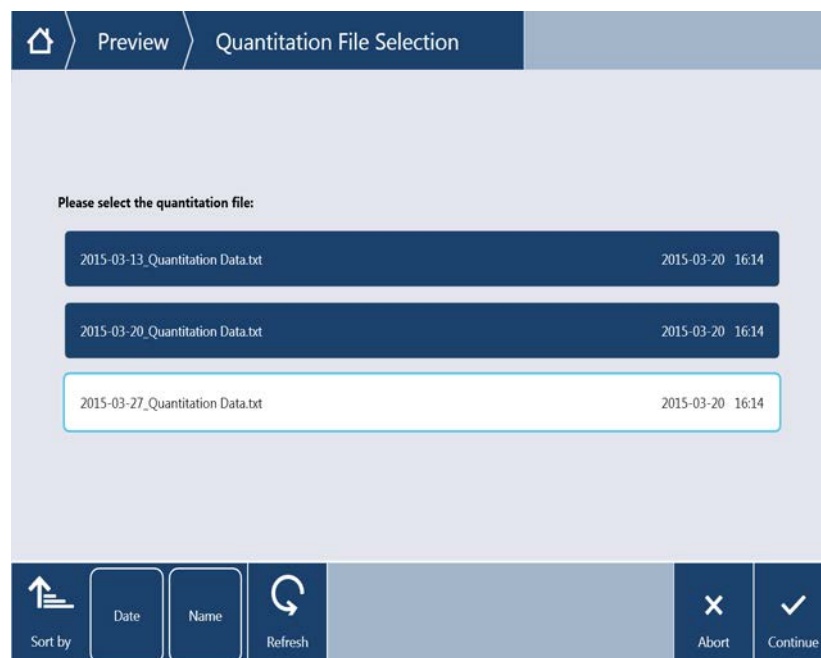 Preview Quantitation File Selection
Please select the quantitation file:
2015-03-13_Quantitation Data.txt 2015-03-20 16:14
2015-03-20_Quantitation Data.txt 2015-03-20 16:14
2015-03-27_Quantitation Data.txt 2015-03-20 16:14
Sort by Date Name Refresh Abort Continue